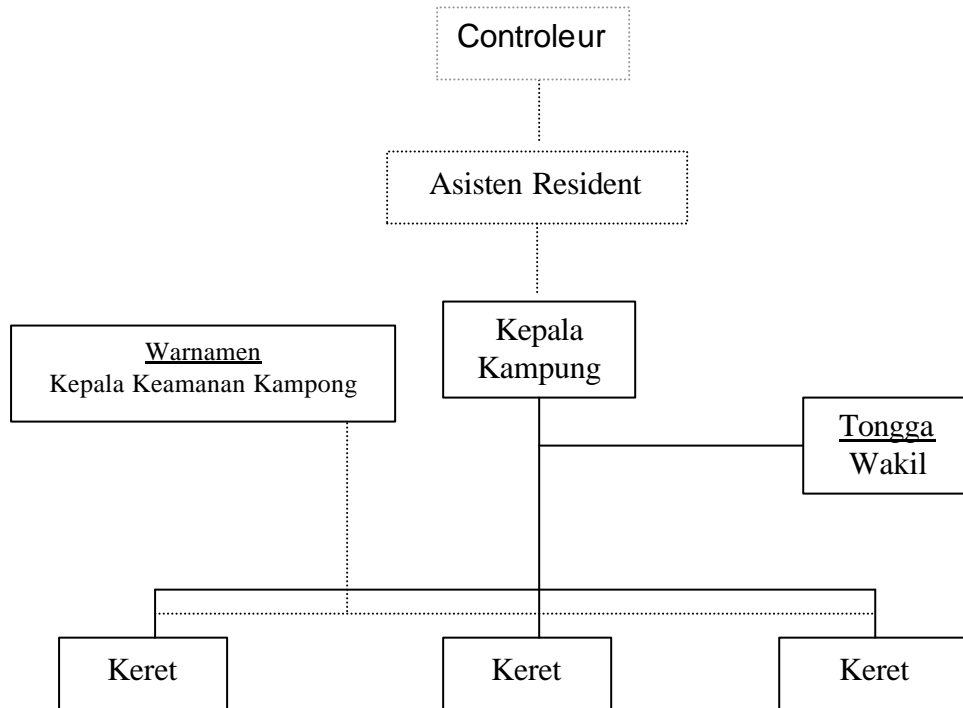 Controleur
Asisten Resident
Kepala
Kampung
Warnamen
Kepala Keamanan Kampong
Tongga
Wakil
Keret
Keret
Keret